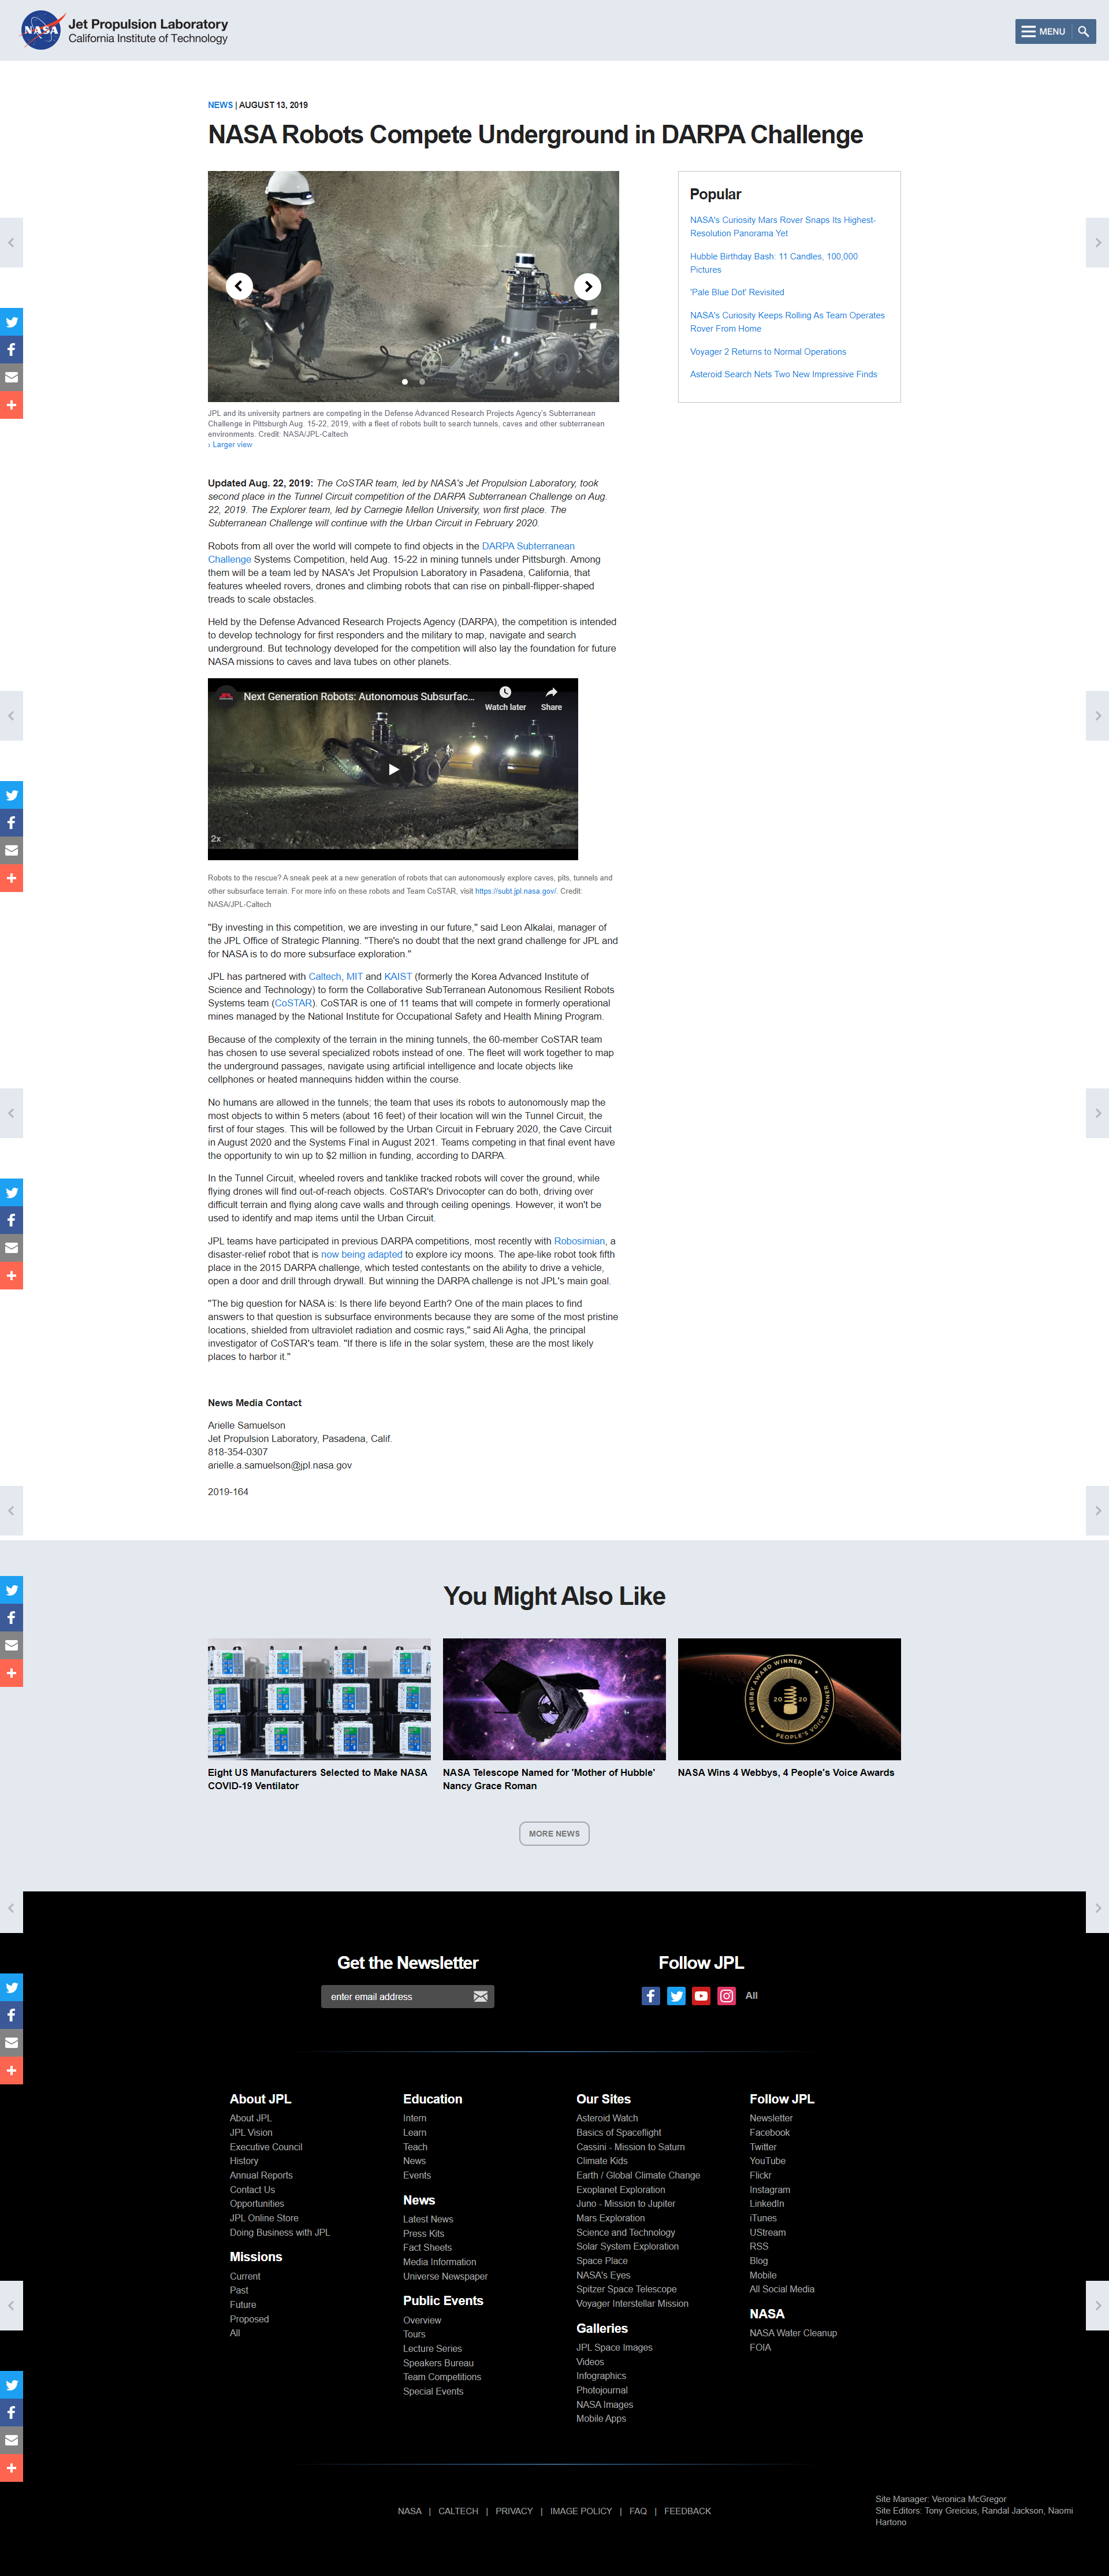 NASA
Jet Propulsion Laboratory
California Institute of Technology
MENU
NEWS | AUGUST 13, 2019
NASA Robots Compete Underground in DARPA Challenge
JPL and its university partners are competing in the Defense Advanced Research Projects Agency's Subterranean
Challenge in Pittsburgh Aug. 15-22, 2019, with a fleet of robots built to search tunnels, caves and other subterranean
environments. Credit: NASA/JPL-Caltech
› Larger view
Popular
NASA's Curiosity Mars Rover Snaps Its Highest-
Resolution Panorama Yet
Hubble Birthday Bash: 11 Candles, 100,000
Pictures
'Pale Blue Dot' Revisited
NASA's Curiosity Keeps Rolling As Team Operates
Rover From Home
Voyager 2 Returns to Normal Operations
Asteroid Search Nets Two New Impressive Finds
Updated Aug. 22, 2019: The CoSTAR team, led by NASA's Jet Propulsion Laboratory, took
second place in the Tunnel Circuit competition of the DARPA Subterranean Challenge on Aug.
22, 2019. The Explorer team, led by Carnegie Mellon University, won first place. The
Subterranean Challenge will continue with the Urban Circuit in February 2020.
Robots from all over the world will compete to find objects in the DARPA Subterranean
Challenge Systems Competition, held Aug. 15-22 in mining tunnels under Pittsburgh. Among
them will be a team led by NASA's Jet Propulsion Laboratory in Pasadena, California, that
features wheeled rovers, drones and climbing robots that can rise on pinball-flipper-shaped
treads to scale obstacles.
Held by the Defense Advanced Research Projects Agency (DARPA), the competition is intended
to develop technology for first responders and the military to map, navigate and search
underground. But technology developed for the competition will also lay the foundation for future
NASA missions to caves and lava tubes on other planets.
Next Generation Robots: Autonomous Subsurfac...
Watch later
Share
2x
Robots to the rescue? A sneak peek at a new generation of robots that can autonomously explore caves, pits, tunnels and
other subsurface terrain. For more info on these robots and Team CoSTAR, visit https://subt.jpl.nasa.gov/. Credit:
NASA/JPL-Caltech
"By investing in this competition, we are investing in our future," said Leon Alkalai, manager of
the JPL Office of Strategic Planning. "There's no doubt that the next grand challenge for JPL and
for NASA is to do more subsurface exploration."
JPL has partnered with Caltech, MIT and KAIST (formerly the Korea Advanced Institute of
Science and Technology) to form the Collaborative SubTerranean Autonomous Resilient Robots
Systems team (CoSTAR). CoSTAR is one of 11 teams that will compete in formerly operational
mines managed by the National Institute for Occupational Safety and Health Mining Program.
Because of the complexity of the terrain in the mining tunnels, the 60-member CoSTAR team
has chosen to use several specialized robots instead of one. The fleet will work together to map
the underground passages, navigate using artificial intelligence and locate objects like
cellphones or heated mannequins hidden within the course.
No humans are allowed in the tunnels; the team that uses its robots to autonomously map the
most objects to within 5 meters (about 16 feet) of their location will win the Tunnel Circuit, the
first of four stages. This will be followed by the Urban Circuit in February 2020, the Cave Circuit
in August 2020 and the Systems Final in August 2021. Teams competing in that final event have
the opportunity to win up to $2 million in funding, according to DARPA.
In the Tunnel Circuit, wheeled rovers and tanklike tracked robots will cover the ground, while
flying drones will find out-of-reach objects. CoSTAR's Drivocopter can do both, driving over
difficult terrain and flying along cave walls and through ceiling openings. However, it won't be
used to identify and map items until the Urban Circuit.
JPL teams have participated in previous DARPA competitions, most recently with Robosimian, a
disaster-relief robot that is now being adapted to explore icy moons. The ape-like robot took fifth
place in the 2015 DARPA challenge, which tested contestants on the ability to drive a vehicle,
open a door and drill through drywall. But winning the DARPA challenge is not JPL's main goal.
"The big question for NASA is: Is there life beyond Earth? One of the main places to find
answers to that question is subsurface environments because they are some of the most pristine
locations, shielded from ultraviolet radiation and cosmic rays," said Ali Agha, the principal
investigator of CoSTAR's team. "If there is life in the solar system, these are the most likely
places to harbor it."
News Media Contact
Arielle Samuelson
Jet Propulsion Laboratory, Pasadena, Calif.
818-354-0307
arielle.a.samuelson@jpl.nasa.gov
2019-164
You Might Also Like
WEBBY AWARD WINNER
2020
PEOPLE'S VOICE WINNER
Eight US Manufacturers Selected to Make NASA
COVID-19 Ventilator
NASA Telescope Named for 'Mother of Hubble'
Nancy Grace Roman
NASA Wins 4 Webbys, 4 People's Voice Awards
MORE NEWS
Get the Newsletter
enter email address
Follow JPL
All
About JPL
About JPL
JPL Vision
Executive Council
History
Annual Reports
Contact Us
Opportunities
JPL Online Store
Doing Business with JPL
Missions
Current
Past
Future
Proposed
All
Education
Intern
Learn
Teach
News
Events
News
Latest News
Press Kits
Fact Sheets
Media Information
Universe Newspaper
Public Events
Overview
Tours
Lecture Series
Speakers Bureau
Team Competitions
Special Events
Our Sites
Asteroid Watch
Basics of Spaceflight
Cassini - Mission to Saturn
Climate Kids
Earth / Global Climate Change
Exoplanet Exploration
Juno - Mission to Jupiter
Mars Exploration
Science and Technology
Solar System Exploration
Space Place
NASA's Eyes
Spitzer Space Telescope
Voyager Interstellar Mission
Galleries
JPL Space Images
Videos
Infographics
Photojournal
NASA Images
Mobile Apps
Follow JPL
Newsletter
Facebook
Twitter
YouTube
Flickr
Instagram
LinkedIn
iTunes
UStream
RSS
Blog
Mobile
All Social Media
NASA
NASA Water Cleanup
FOIA
NASA | CALTECH | PRIVACY | IMAGE POLICY | FAQ | FEEDBACK
Site Manager: Veronica McGregor
Site Editors: Tony Greicius, Randal Jackson, Naomi
Hartono